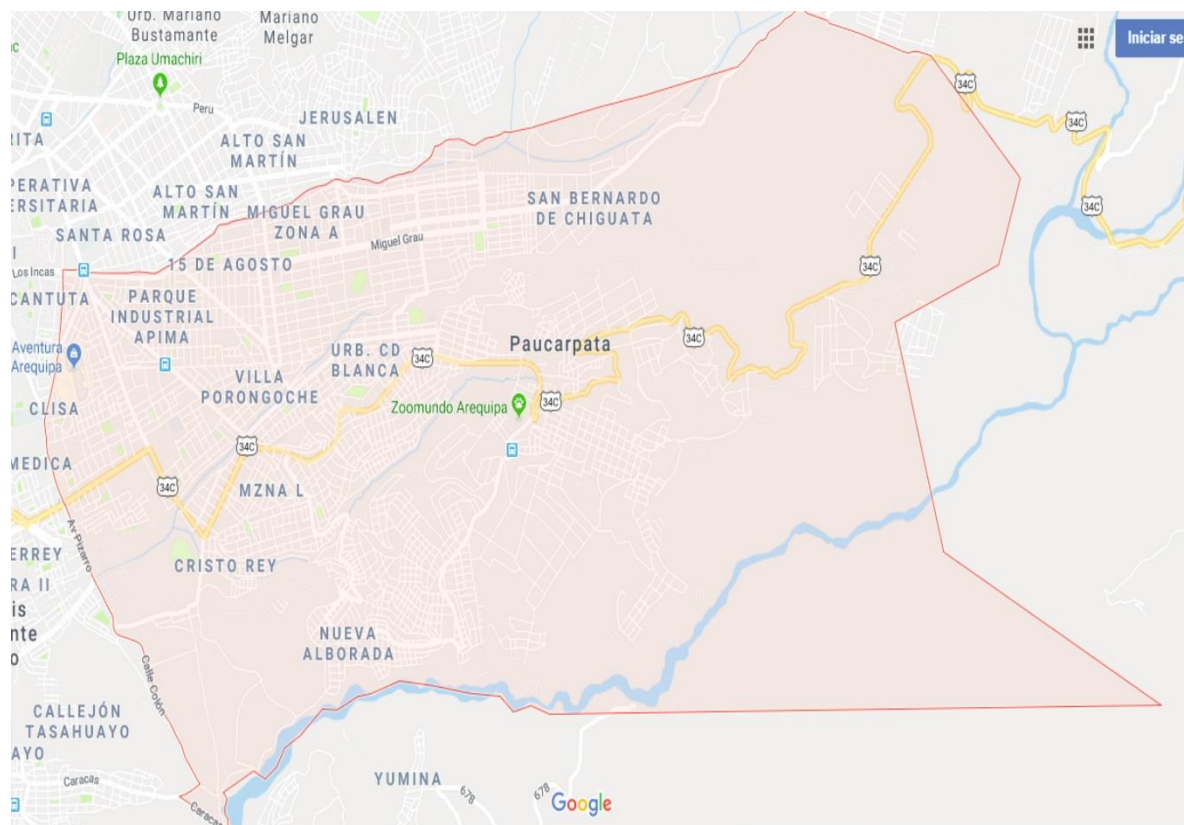 Urb. Mariano
Bustamante
Mariano
Melgar
Iniciar se
Plaza Umachiri
34C
Peru
JERUSALEN
34C
RITA
ALTO SAN
MARTÍN
PERATIVA
ERSITARIA
ALTO SAN
MARTÍN
MIGUEL GRAU
ZONA A
SAN BERNARDO
DE CHIGUATA
34C
SANTA ROSA
Miguel Grau
Los Incas
15 DE AGOSTO
34C
CANTUTA
PARQUE
INDUSTRIAL
APIMA
34C
Aventura
Arequipa
URB. CD
BLANCA
34C
Paucarpata
VILLA
PORONGOCHE
CLISA
Zoomundo Arequipa
34C
34C
MEDICA
34C
MZNA L
Av Pizarro
ERREY
RA II
CRISTO REY
is
nte
o
NUEVA
ALBORADA
Calle Colón
CALLEJÓN
TASAHUAYO
AYO
Caracas
YUMINA
678
678
Google
Caracas